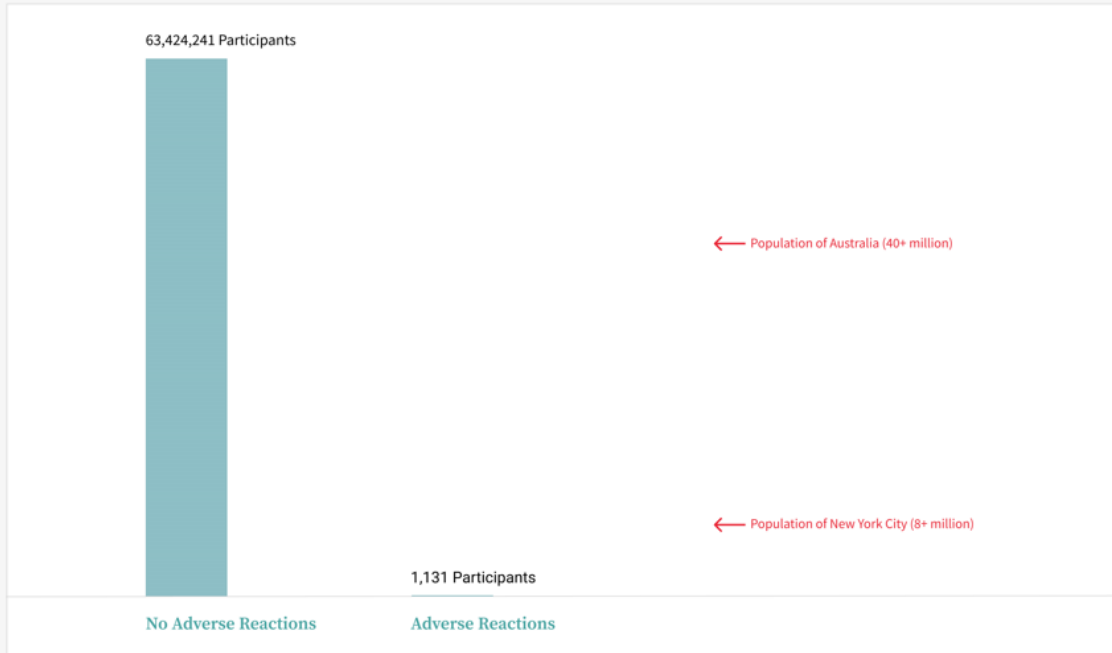 63,424,241 Participants
Population of Australia (40+ million)
Population of New York City (8+ million)
1,131 Participants
No Adverse Reactions
Adverse Reactions